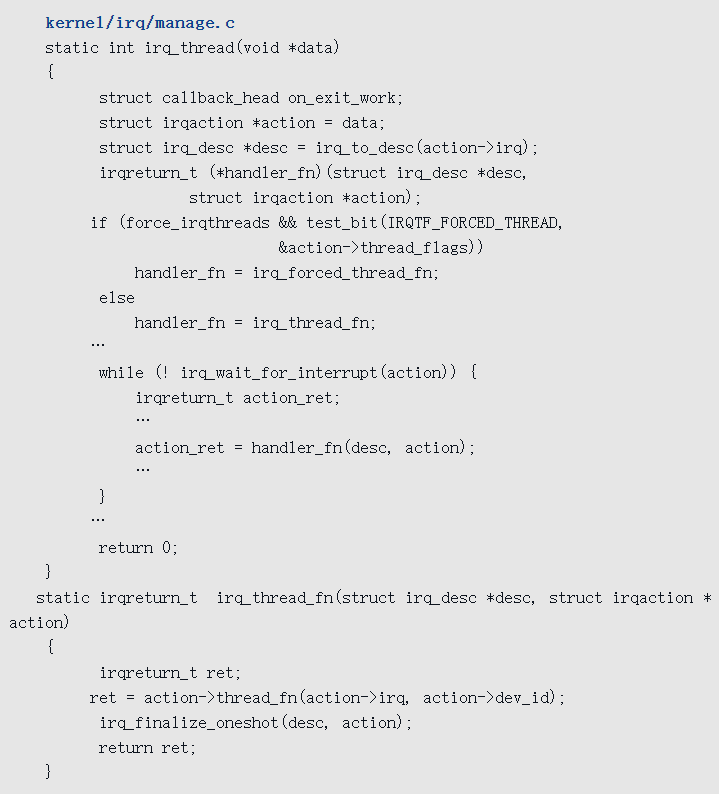 kernel/irq/manage.c
static int irq_thread(void *data)
{
struct callback_head on_exit_work;
struct irqaction *action = data;
struct irq_desc *desc = irq_to_desc(action->irq);
irqreturn_t (*handler_fn)(struct irq_desc *desc,
struct irqaction *action);
if (force_irqthreads && test_bit(IRQTF_FORCED_THREAD,
&action->thread_flags))
handler_fn = irq_forced_thread_fn;
else
handler_fn = irq_thread_fn;
…
while (! irq_wait_for_interrupt(action)) {
irqreturn_t action_ret;
…
action_ret = handler_fn(desc, action);
…
}
…
return 0;
}
static irqreturn_t  irq_thread_fn(struct irq_desc *desc, struct irqaction *
action)
{
irqreturn_t ret;
ret = action->thread_fn(action->irq, action->dev_id);
irq_finalize_oneshot(desc, action);
return ret;
}